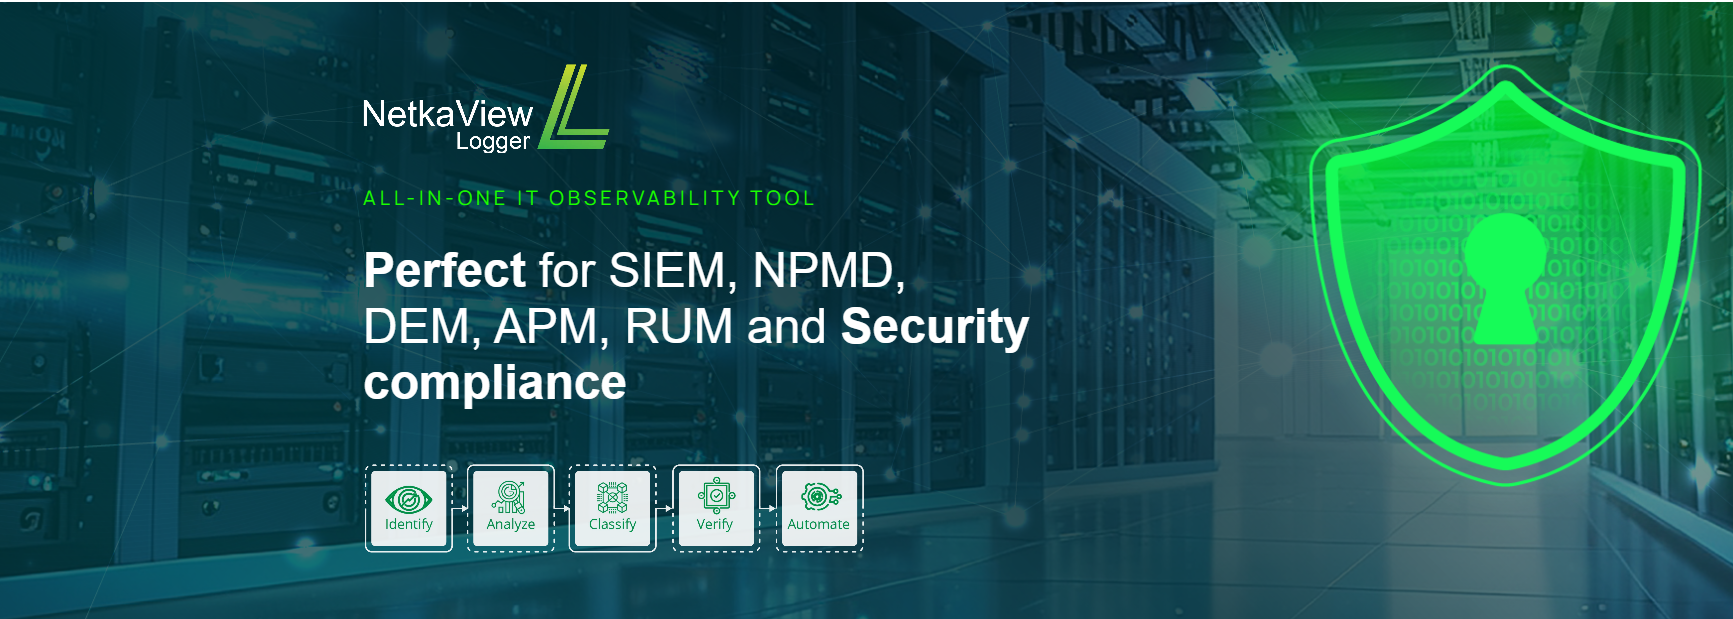 NetkaView
Logger
ALL-IN-ONE IT OBSERVABILITY TOOL
Perfect for SIEM, NPMD,
DEM, APM, RUM and Security
compliance
Identify
Analyze
Classify
Verify
Automate